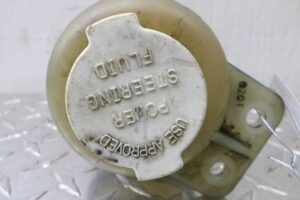 USE APPROVED
POWER
STEERING
FLUID